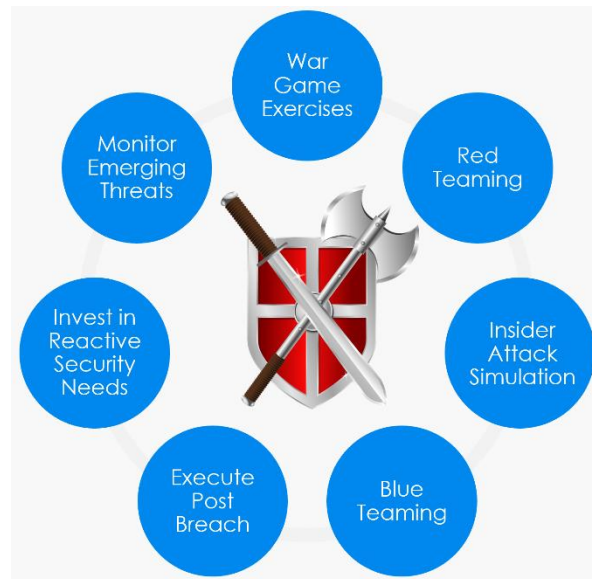 War
Game
Exercises
Red
Teaming
Insider
Attack
Simulation
Blue
Teaming
Execute
Post
Breach
Invest in
Reactive
Security
Needs
Monitor
Emerging
Threats